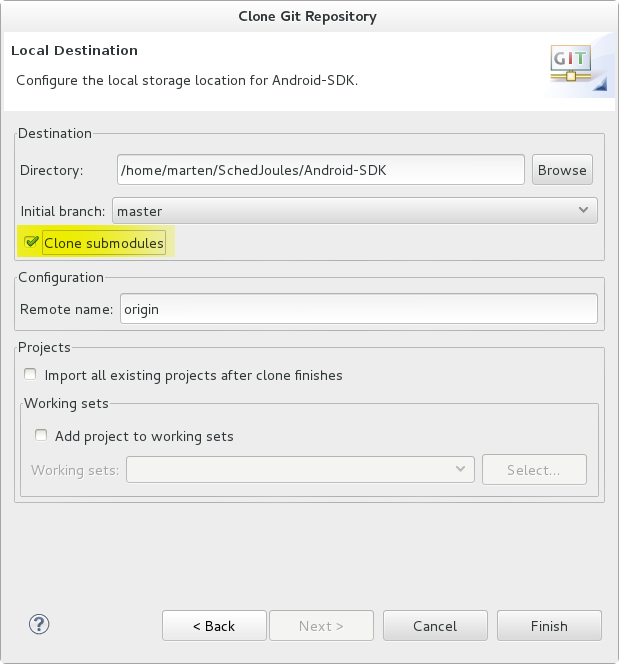 Clone Git Repository
Local Destination
Configure the local storage location for Android-SDK.
GIT
Destination
Directory: /home/marten/SchedJoules/Android-SDK Browse
Initial branch: master
Clone submodules
Configuration
Remote name: origin
Projects
Import all existing projects after clone finishes
Working sets
Add project to working sets
Working sets: Select...
? < Back Next > Cancel Finish